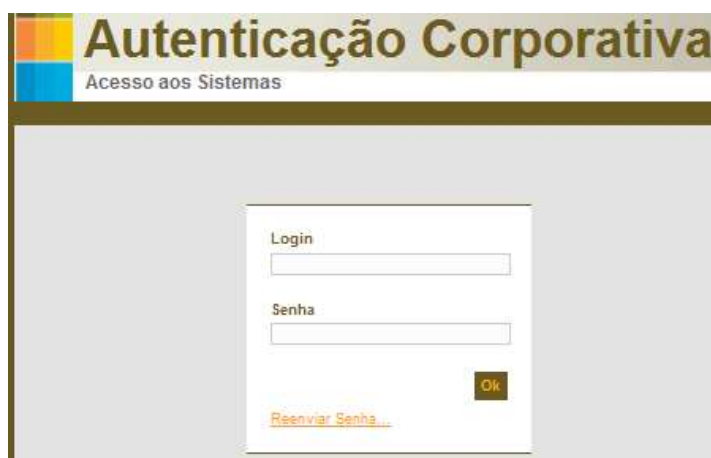 Autenticação Corporativa
Acesso aos Sistemas
Login
Senha
Ok
Reenviar Senha...